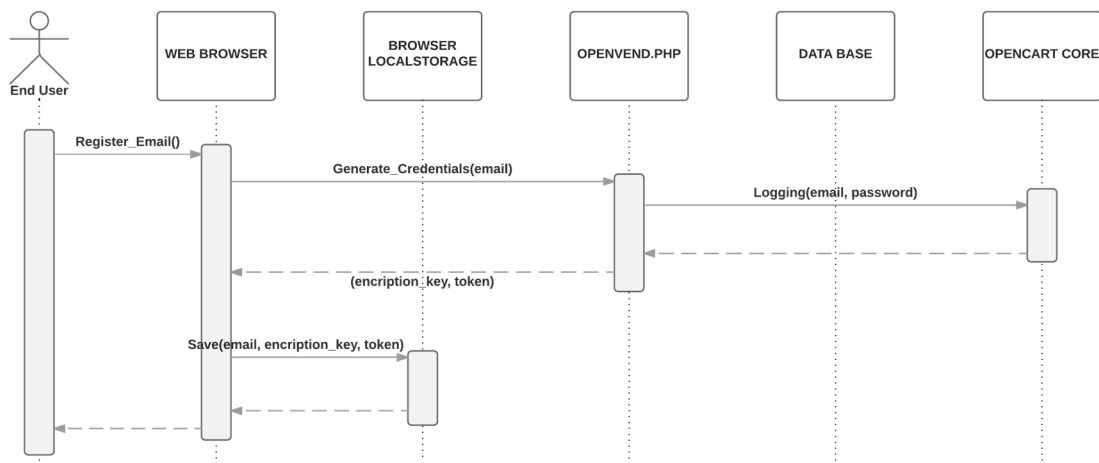 End User
WEB BROWSER
BROWSER
LOCALSTORAGE
OPENVEND.PHP
DATA BASE
OPENCART CORE
Register_Email()
Generate_Credentials(email)
Logging(email, password)
(encription_key, token)
Save(email, encription_key, token)